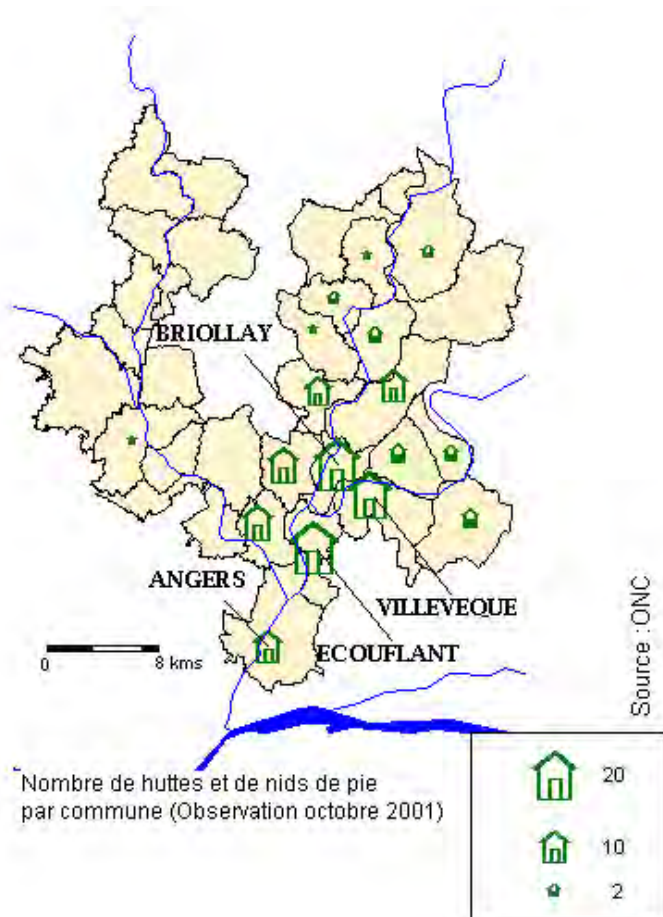 BRIOLLAY
ANGERS
VILLEVEQUE
ECOUFLANT
0 8 kms
Source : ONC
Nombre de huttes et de nids de pie
par commune (Observation octobre 2001)
20
10
2